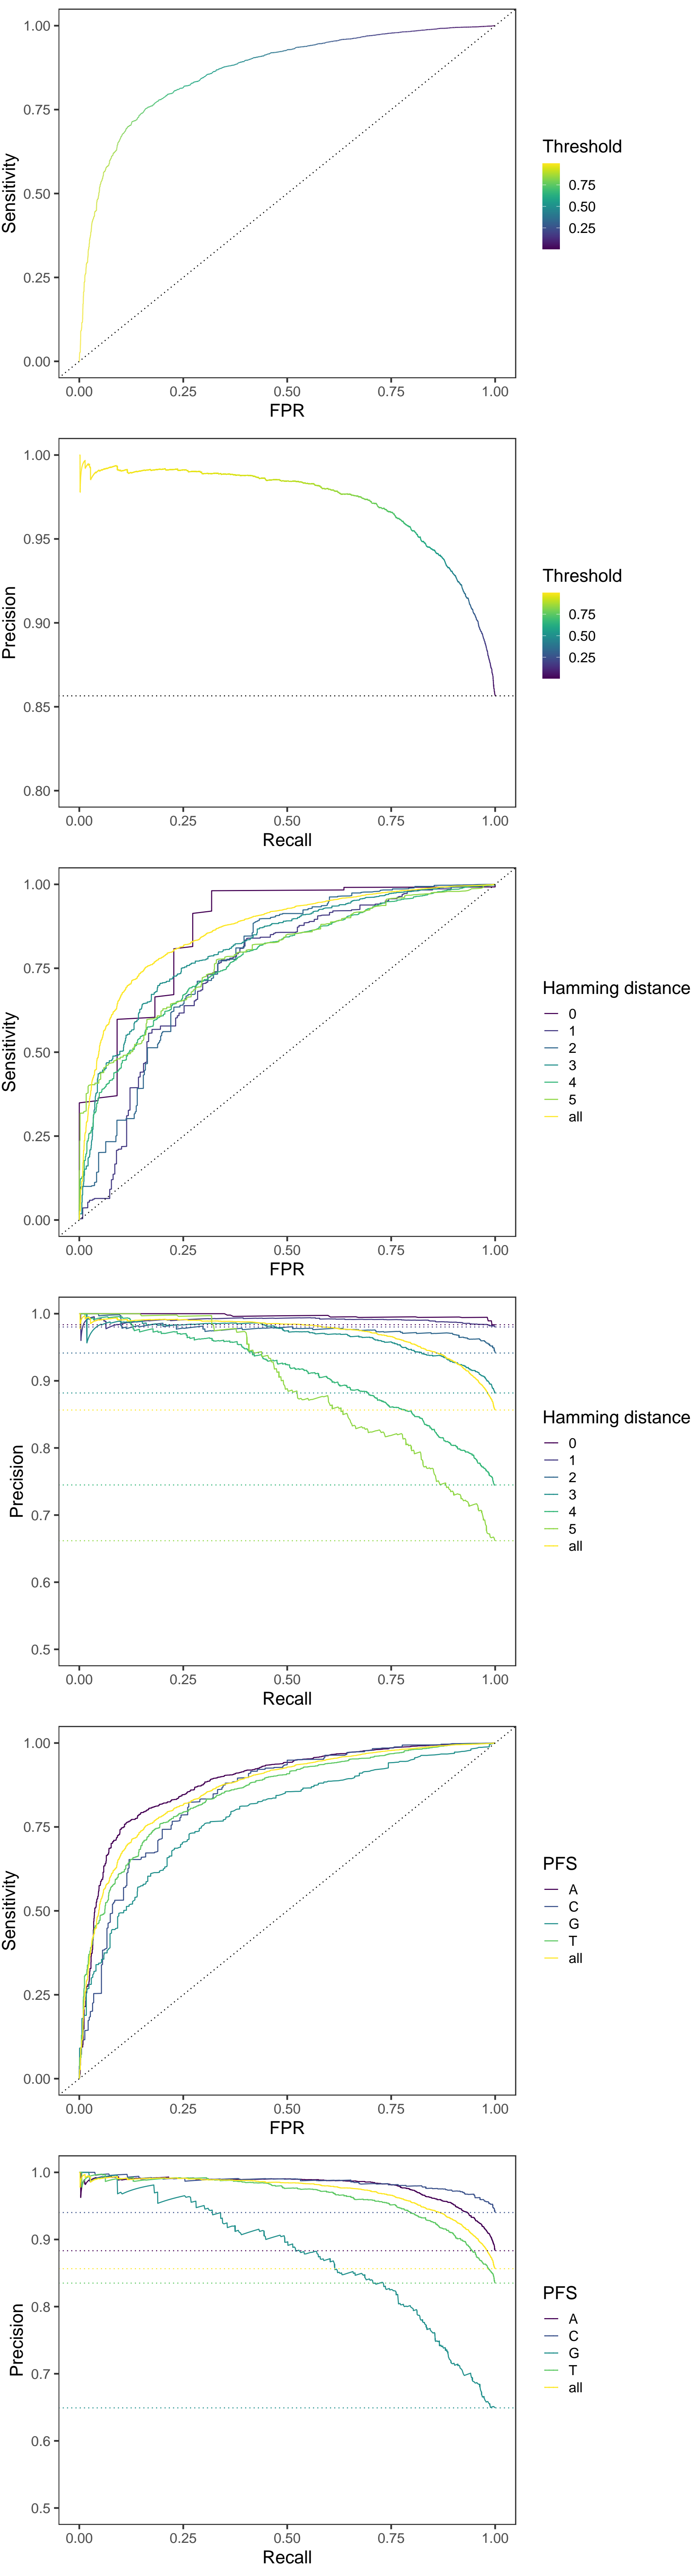 1.00
0.75
0.50
0.25
0.00
Sensitivity
0.00 0.25 0.50 0.75 1.00
FPR
Threshold
0.75
0.50
0.25
1.00
0.95
0.90
0.85
0.80
Precision
0.00 0.25 0.50 0.75 1.00
Recall
Threshold
0.75
0.50
0.25
1.00
0.75
0.50
0.25
0.00
Sensitivity
0.00 0.25 0.50 0.75 1.00
FPR
Hamming distance
0
1
2
3
4
5
all
1.0
0.9
0.8
0.7
0.6
0.5
Precision
0.00 0.25 0.50 0.75 1.00
Recall
Hamming distance
0
1
2
3
4
5
all
1.00
0.75
0.50
0.25
0.00
Sensitivity
0.00 0.25 0.50 0.75 1.00
FPR
PFS
A
C
G
T
all
1.0
0.9
0.8
0.7
0.6
0.5
Precision
0.00 0.25 0.50 0.75 1.00
Recall
PFS
A
C
G
T
all